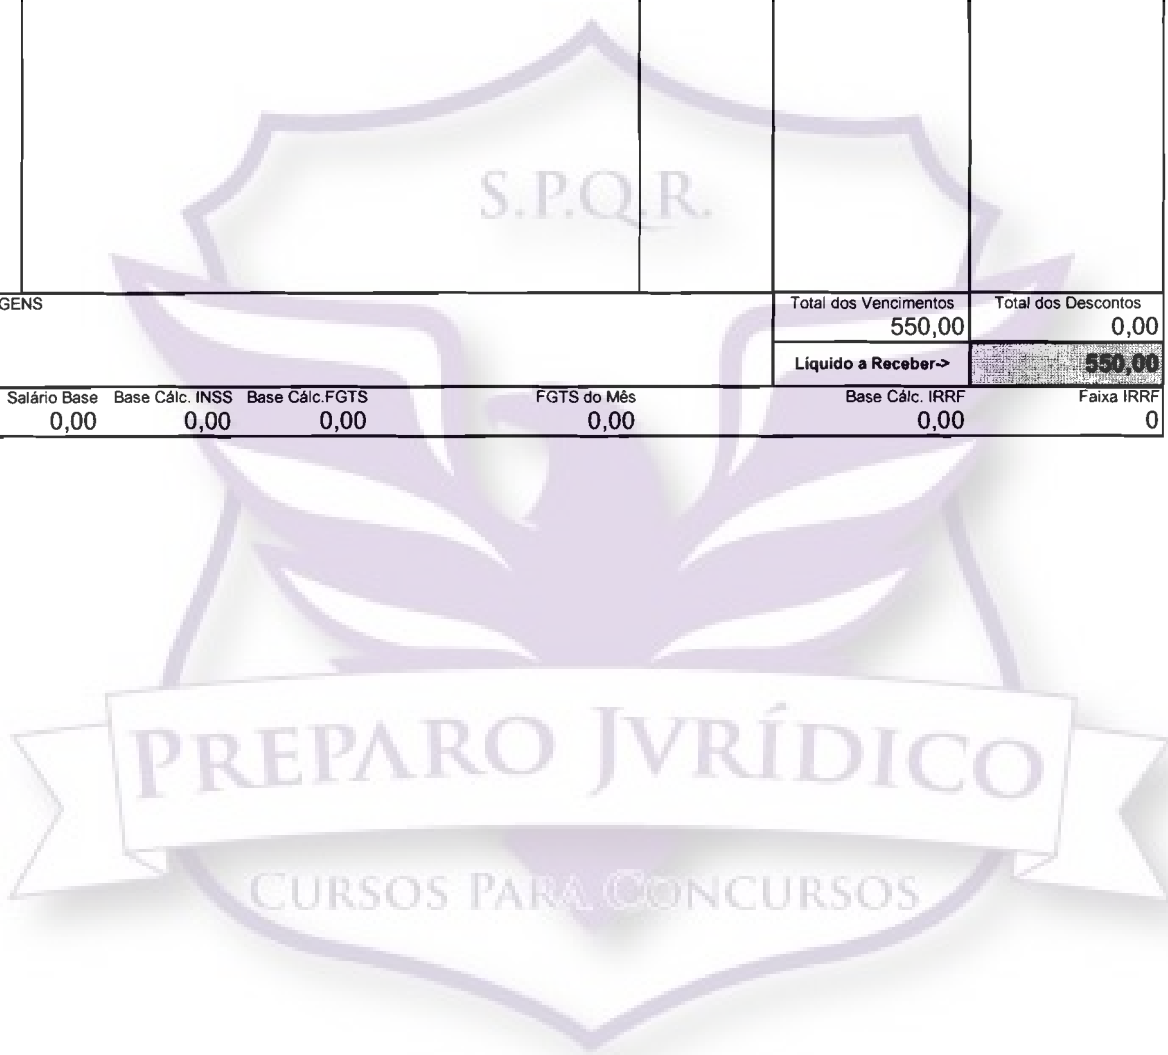 S.P.Q.R.
GENS
Total dos Vencimentos Total dos Descontos
550,00 0,00
Líquido a Receber-> 550,00
Salário Base Base Cálc. INSS Base Cálc.FGTS FGTS do Mês Base Cálc. IRRF Faixa IRRF
0,00 0,00 0,00 0,00 0,00 0
PREPARO JVRÍDICO
CURSOS PARA CONCURSOS